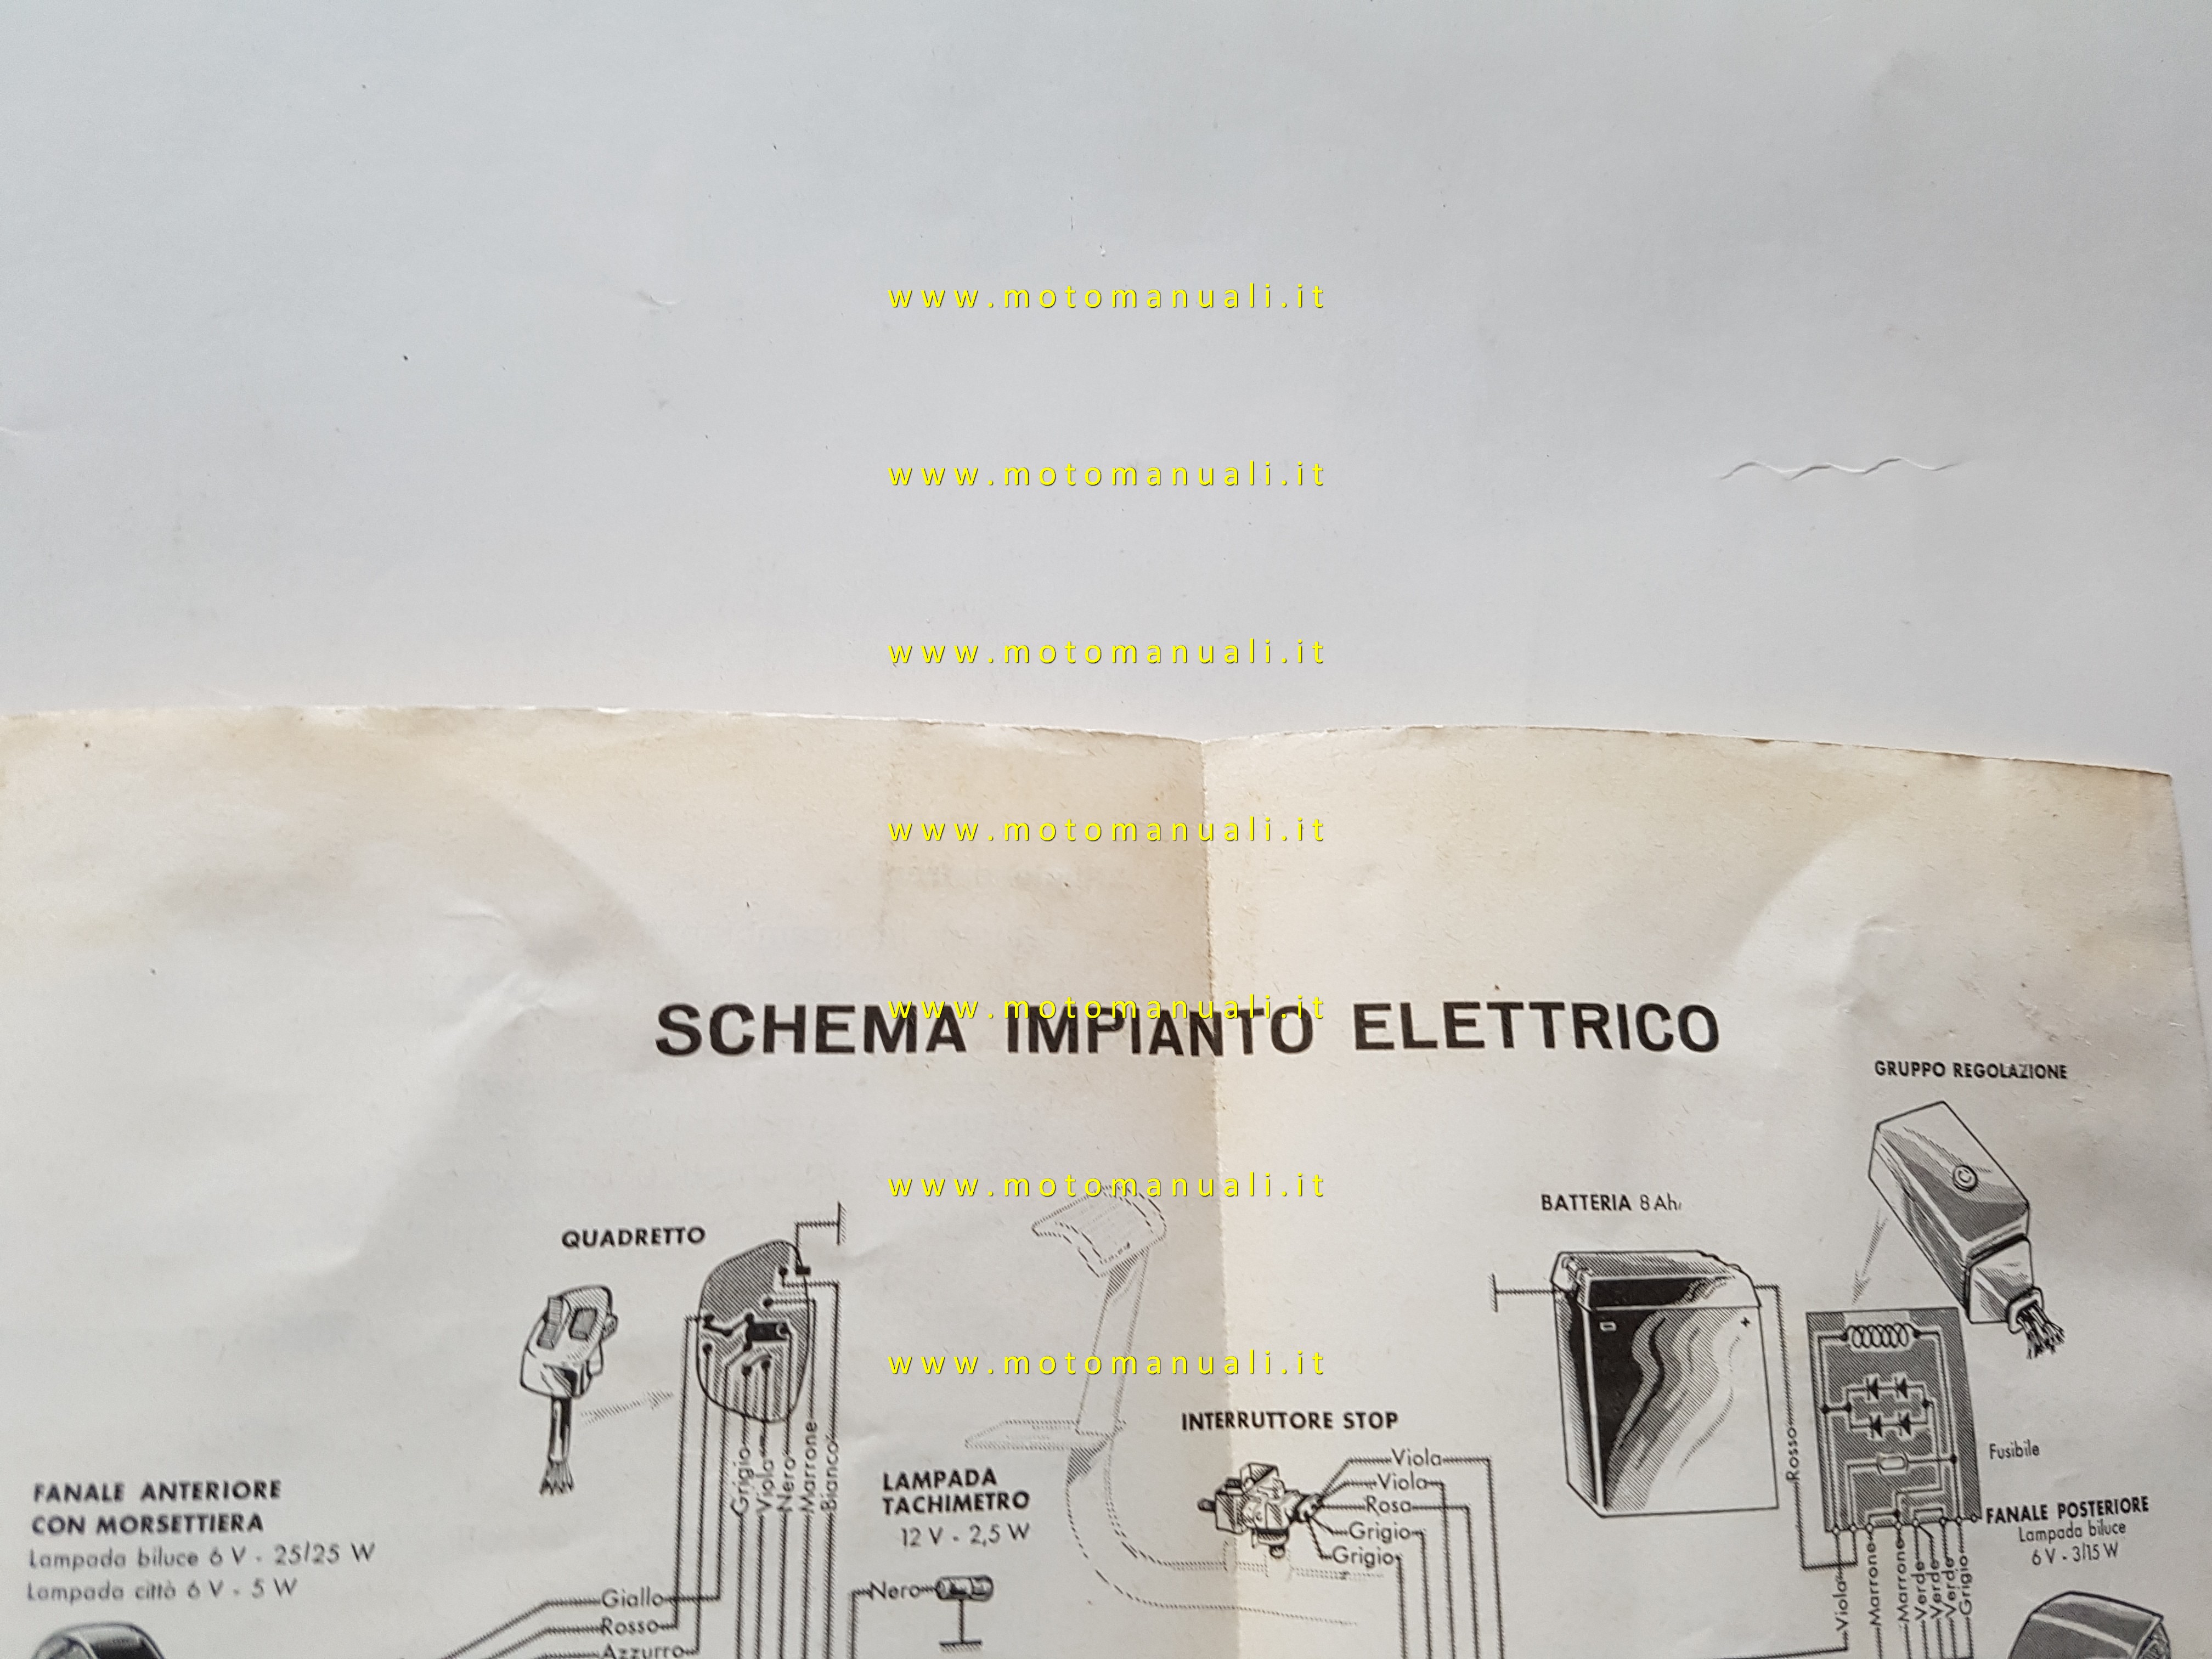 www.motomanuali.it
www.motomanuali.it
www.motomanuali.it
www.motomanuali.it
www.motomanuali.it
SCHEMA IMPIANTO ELETTRICO
GRUPPO REGOLAZIONE
www.motomanuali.it
BATTERIA 8 Ah
QUADRETTO
www.motomanuali.it
INTERRUTTORE STOP
Viola
Viola
Rosa
Grigio
Grigio
Rosso
Fusibile
Grigio
Viola
Nero
Marrone
Bianco
LAMPADA
TACHIMETRO
12 V - 2,5 W
Nero
FANALE ANTERIORE
CON MORSETTIERA
Lampada biluce 6 V - 25/25 W
Lampada città 6 V - 5 W
FANALE POSTERIORE
Lampada biluce
6 V - 3/15 W
Viola
Marrone
Marrone
Verde
Verde
Verde
Grigio
Giallo
Rosso
Azzurro